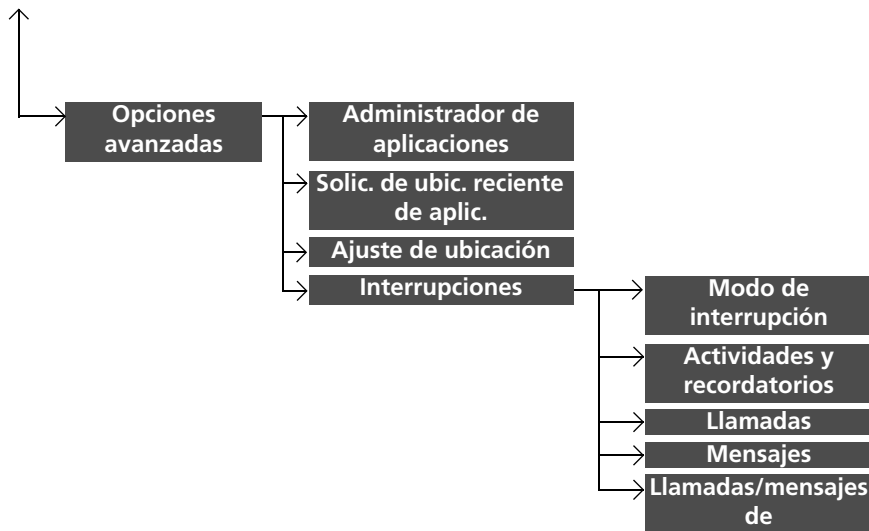 Opciones
avanzadas
Administrador de
aplicaciones
Solic. de ubic. reciente
de aplic.
Ajuste de ubicación
Interrupciones
Modo de
interrupción
Actividades y
recordatorios
Llamadas
Mensajes
Llamadas/mensajes
de